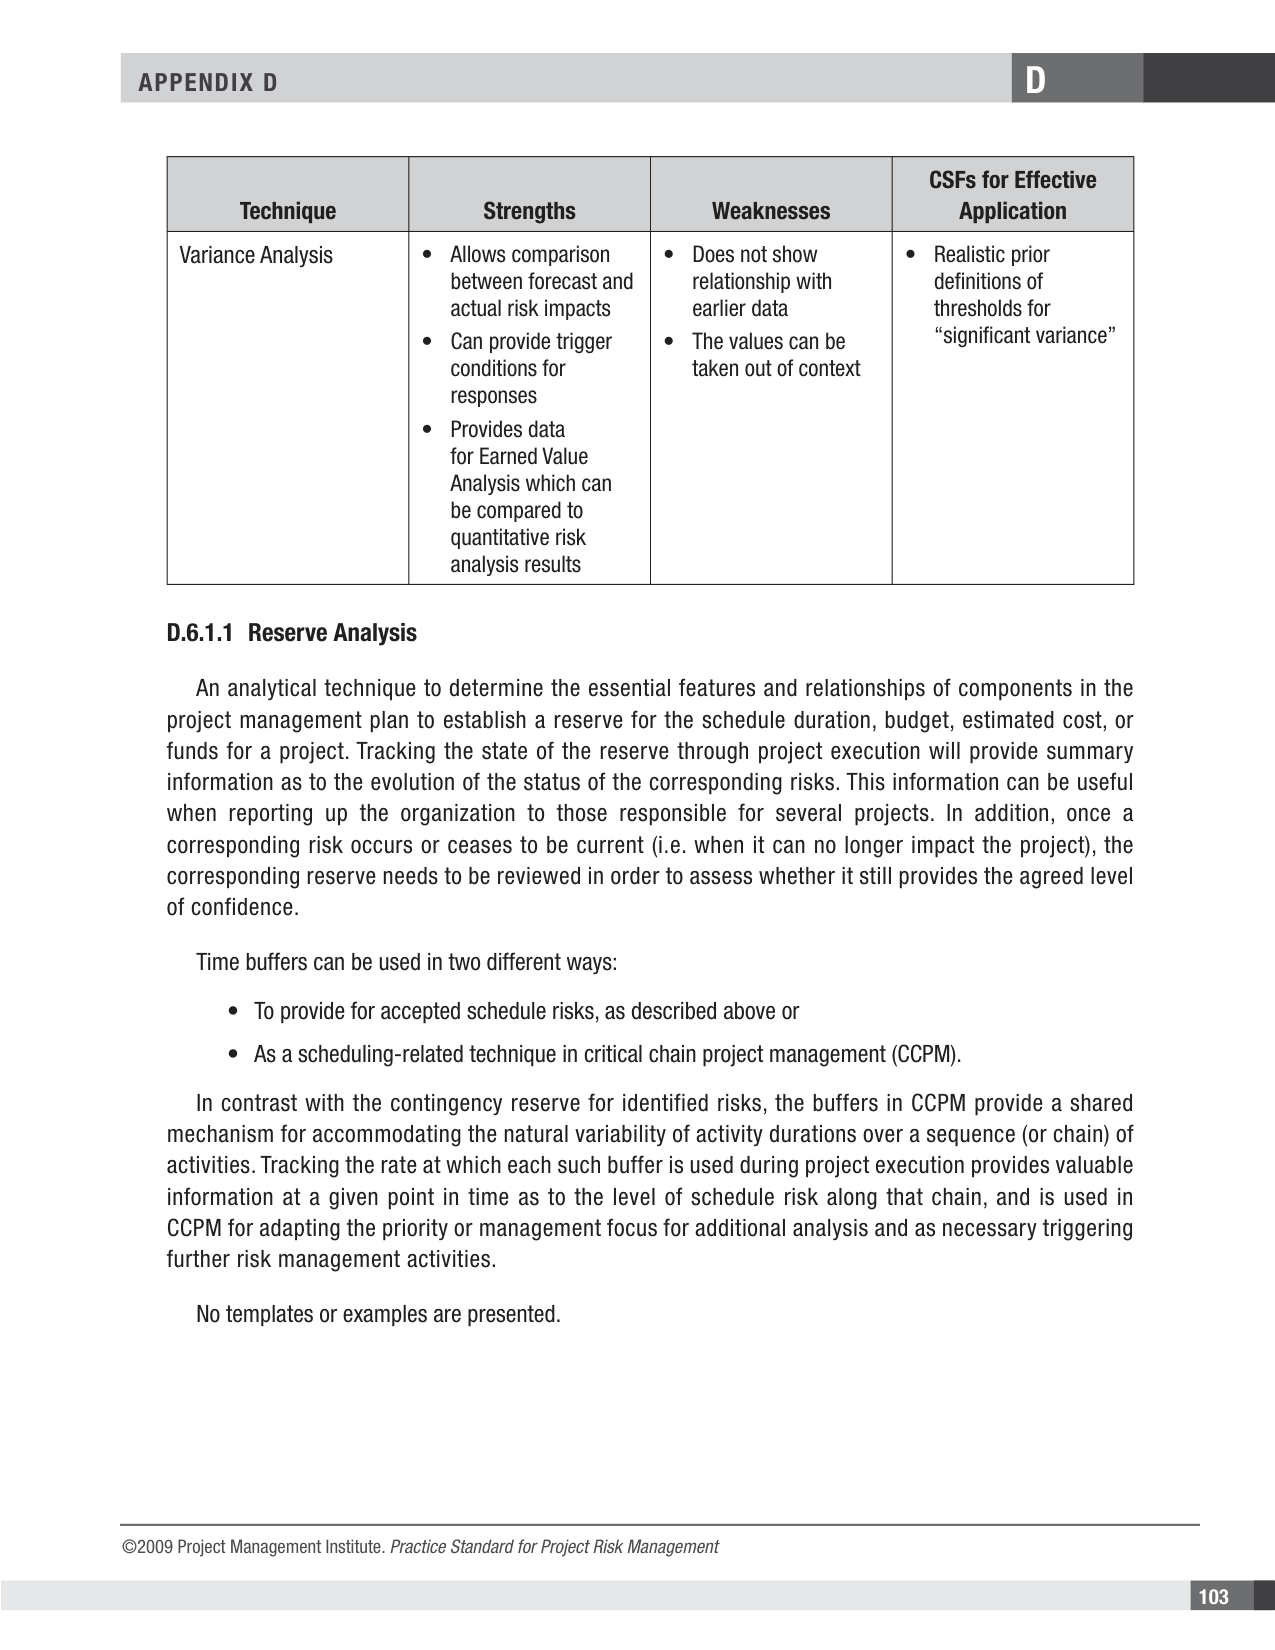 APPENDIX D
D
Technique
Strengths
Weaknesses
CSFs for Effective
Application
Variance Analysis
• Allows comparison
between forecast and
actual risk impacts
• Can provide trigger
conditions for
responses
• Provides data
for Earned Value
Analysis which can
be compared to
quantitative risk
analysis results
• Does not show
relationship with
earlier data
• The values can be
taken out of context
• Realistic prior
definitions of
thresholds for
“significant variance”
D.6.1.1 Reserve Analysis
An analytical technique to determine the essential features and relationships of components in the
project management plan to establish a reserve for the schedule duration, budget, estimated cost, or
funds for a project. Tracking the state of the reserve through project execution will provide summary
information as to the evolution of the status of the corresponding risks. This information can be useful
when reporting up the organization to those responsible for several projects. In addition, once a
corresponding risk occurs or ceases to be current (i.e. when it can no longer impact the project), the
corresponding reserve needs to be reviewed in order to assess whether it still provides the agreed level
of confidence.
Time buffers can be used in two different ways:
• To provide for accepted schedule risks, as described above or
• As a scheduling-related technique in critical chain project management (CCPM).
In contrast with the contingency reserve for identified risks, the buffers in CCPM provide a shared
mechanism for accommodating the natural variability of activity durations over a sequence (or chain) of
activities. Tracking the rate at which each such buffer is used during project execution provides valuable
information at a given point in time as to the level of schedule risk along that chain, and is used in
CCPM for adapting the priority or management focus for additional analysis and as necessary triggering
further risk management activities.
No templates or examples are presented.
©2009 Project Management Institute. Practice Standard for Project Risk Management
103